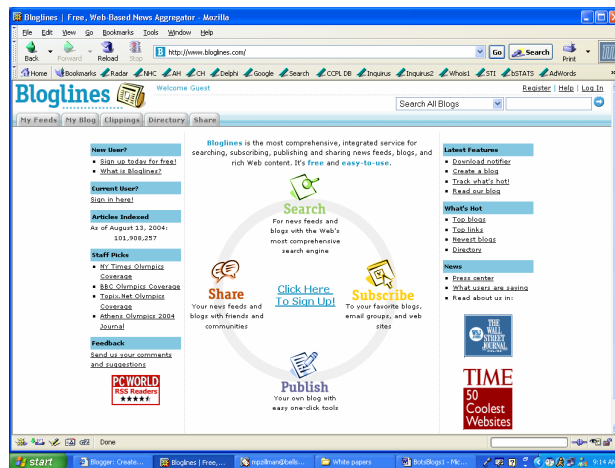 Bloglines | Free, Web-Based News Aggregator - Mozilla
File Edit View Go Bookmarks Tools Window Help
Back Forward Reload Stop http://www.bloglines.com/ Go Search Print
Home Bookmarks Radar NHC AH CH Delphi Google Search CCPL DB Inquirus Inquirus2 Whois1 STI bSTATS AdWords
Bloglines
Welcome Guest
Register | Help | Log In
Search All Blogs
My Feeds My Blog Clippings Directory Share
New User?
Sign up today for free!
What is Bloglines?
Current User?
Sign in here!
Articles Indexed
As of August 13, 2004:
101,908,257
Staff Picks
NY Times Olympics
Coverage
BBC Olympics Coverage
Topix.Net Olympics
Coverage
Athens Olympics 2004
Journal
Feedback
Send us your comments
and suggestions
PC WORLD
RSS Readers
Bloglines is the most comprehensive, integrated service for
searching, subscribing, publishing and sharing news feeds, blogs, and
rich Web content. It's free and easy-to-use.
Search
For news feeds and
blogs with the Web's
most comprehensive
search engine
Share
Your news feeds and
blogs with friends and
communities
Click Here
To Sign Up!
Subscribe
To your favorite blogs,
email groups, and web
sites
Publish
Your own blog with
easy one-click tools
Latest Features
Download notifier
Create a blog
Track what's hot!
Read our blog
What's Hot
Top blogs
Top links
Newest blogs
Directory
News
Press center
What users are saying
Read about us in:
THE
WALL
STREET
JOURNAL
TIME
50
Coolest
Websites
Done
start Blogger: Create... Bloglines | Free,... mpzillman@bells... White papers BotsBlogs1 - Mic... 9:14 AM